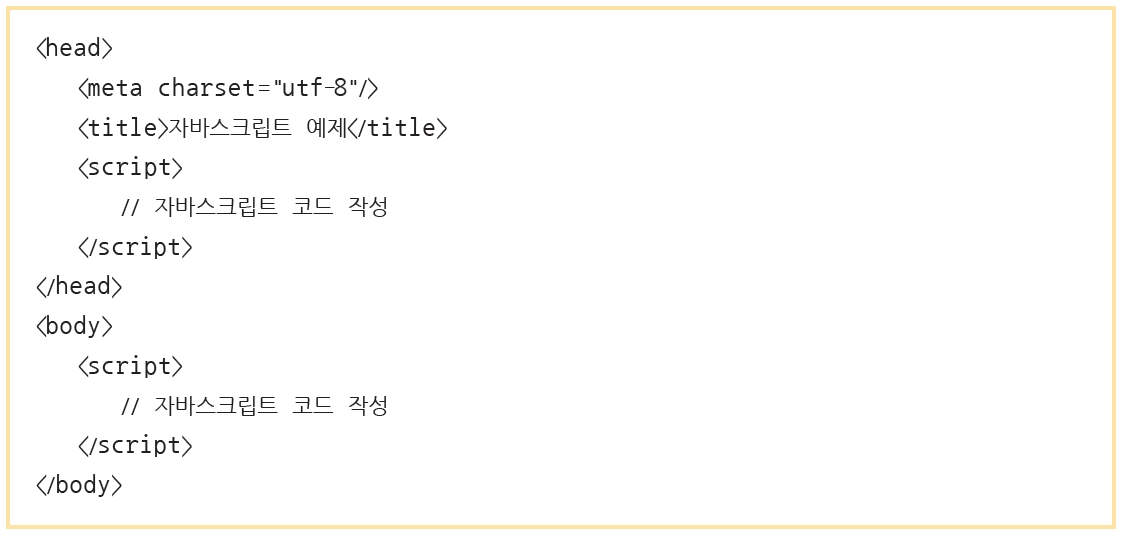 <head>
<meta charset="utf-8"/>
<title>자바스크립트 예제</title>
<script>
// 자바스크립트 코드 작성
</script>
</head>
<body>
<script>
// 자바스크립트 코드 작성
</script>
</body>